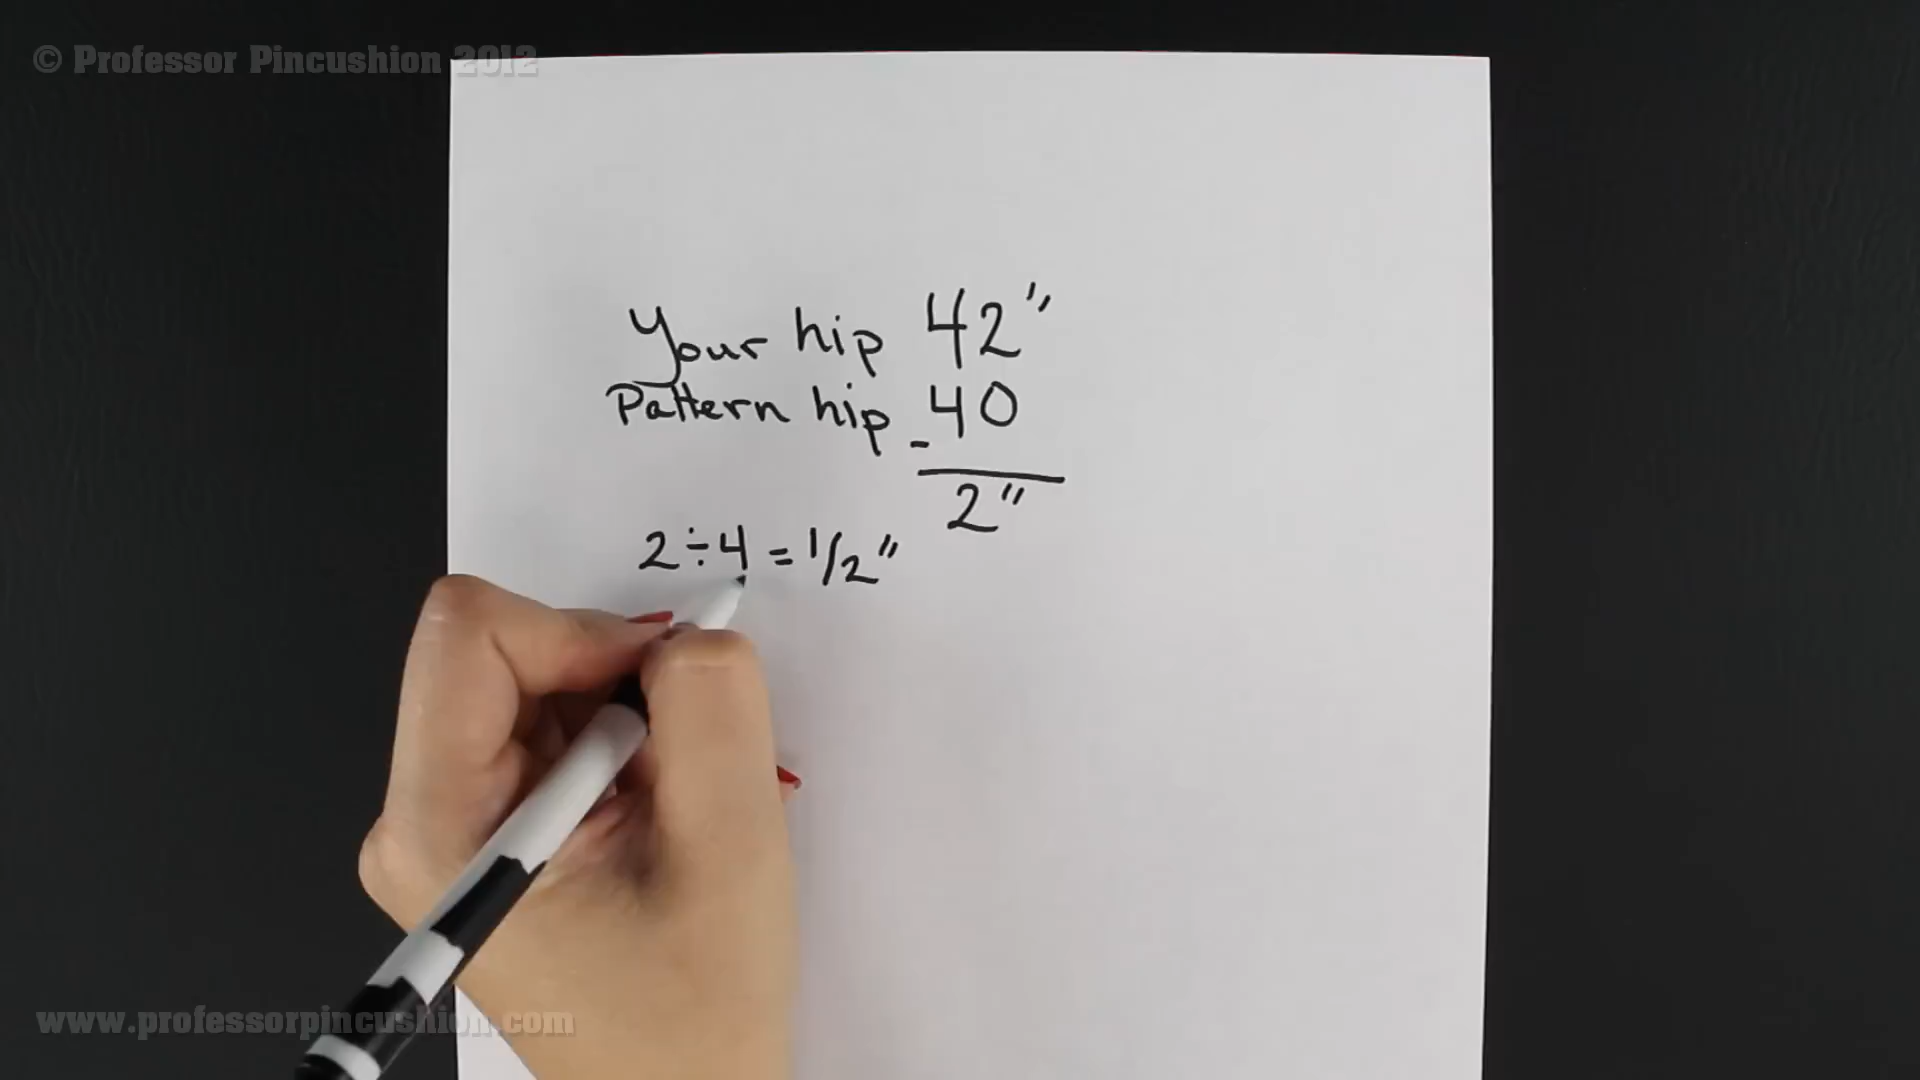 © Professor Pincushion 2012
Your hip 42"
Pattern hip - 40
2"
2 ÷ 4 = 1/2"
www.professorpincushion.com